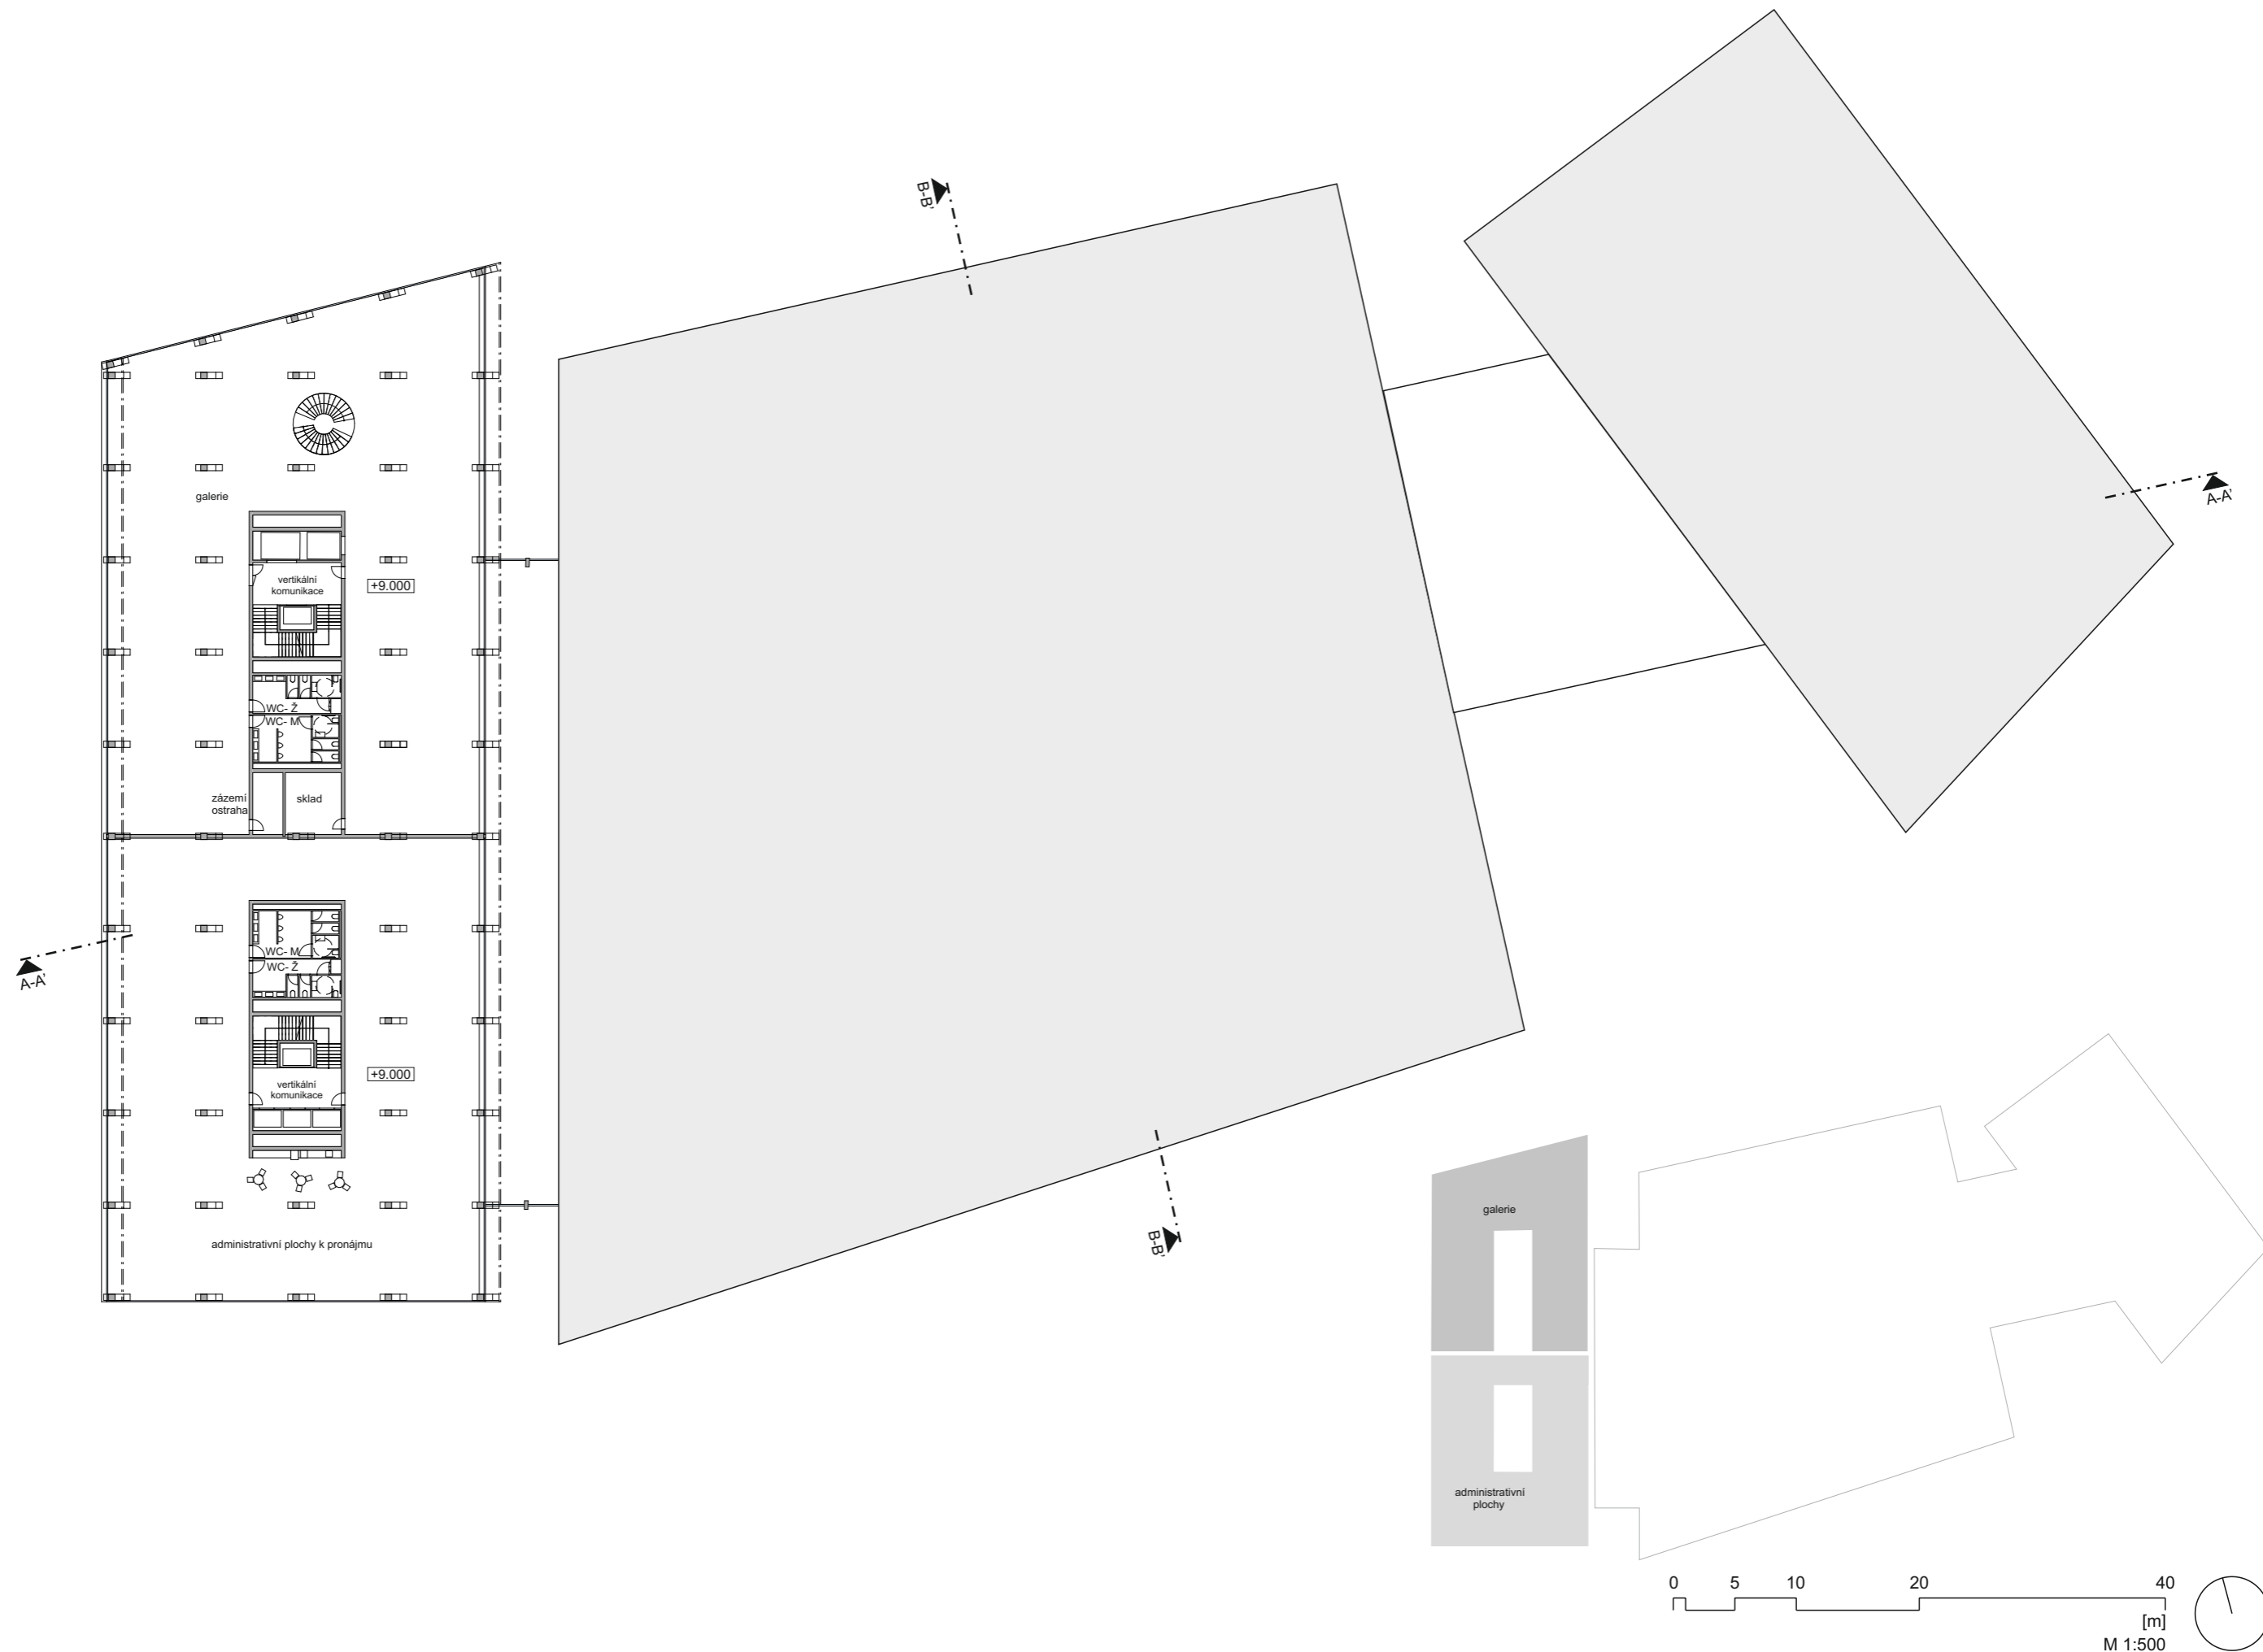 B-B'
galerie
A-A'
vertikální
komunikace
+9.000
WC- Ž
WC- M
zázemí
ostraha
sklad
WC- M
WC- Ž
A-A'
+9.000
vertikální
komunikace
galerie
administrativní plochy k pronájmu
B-B'
administrativní
plochy
0 5 10 20 40
[m]
M 1:500